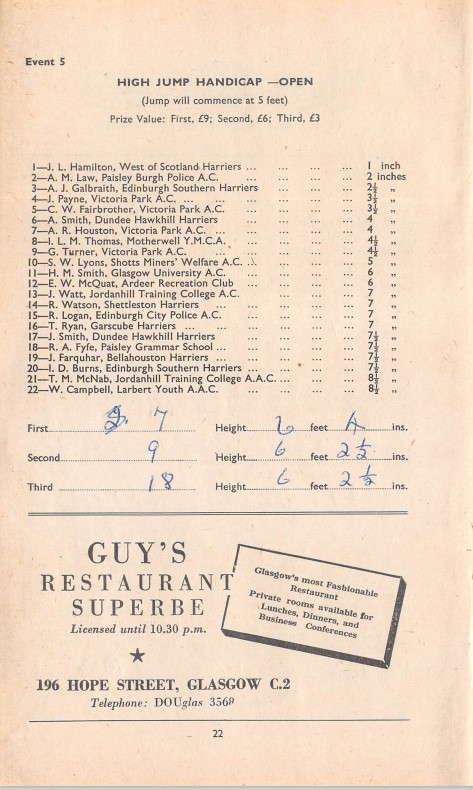 Event 5
HIGH JUMP HANDICAP —OPEN
(Jump will commence at 5 feet)
Prize Value: First, £9; Second, £6; Third, £3
1—J. L. Hamilton, West of Scotland Harriers ... ... ... ... 1 inch
2—A. M. Law, Paisley Burgh Police A.C. ... ... ... ... 2 inches
3—A. J. Galbraith, Edinburgh Southern Harriers ... ... ... 2½ „
4—J. Payne, Victoria Park A.C. ... ... ... ... ... 3½ „
5—C. W. Fairbrother, Victoria Park A.C. ... ... ... ... 3½ „
6—A. Smith, Dundee Hawkhill Harriers ... ... ... ... 4 „
7—A. R. Houston, Victoria Park A.C. ... ... ... ... 4 „
8—I. L. M. Thomas, Motherwell Y.M.C.A. ... ... ... ... 4½ „
9—G. Turner, Victoria Park A.C. ... ... ... ... ... 4½ „
10—S. W. Lyons, Shotts Miners' Welfare A.C. ... ... ... ... 5 „
11—H. M. Smith, Glasgow University A.C. ... ... ... ... 6 „
12—E. W. McQuat, Ardeer Recreation Club ... ... ... ... 6 „
13—J. Watt, Jordanhill Training College A.C. ... ... ... ... 7 „
14—R. Watson, Shettleston Harriers ... ... ... ... ... 7 „
15—R. Logan, Edinburgh City Police A.C. ... ... ... ... 7 „
16—T. Ryan, Garscube Harriers ... ... ... ... ... 7 „
17—J. Smith, Dundee Hawkhill Harriers ... ... ... ... 7½ „
18—R. A. Fyfe, Paisley Grammar School ... ... ... ... ... 7½ „
19—J. Farquhar, Bellahouston Harriers ... ... ... ... 7½ „
20—I. D. Burns, Edinburgh Southern Harriers ... ... ... ... 7½ „
21—T. M. McNab, Jordanhill Training College A.A.C. ... ... ... 8½ „
22—W. Campbell, Larbert Youth A.A.C. ... ... ... ... 8½ „
First 7 Height 6 feet 4 ins.
Second 9 Height 6 feet 2½ ins.
Third 18 Height 6 feet 2½ ins.
GUY'S
RESTAURANT
SUPERBE
Licensed until 10.30 p.m.
Glasgow's most Fashionable
Restaurant
Private rooms available for
Lunches, Dinners, and
Business Conferences
196 HOPE STREET, GLASGOW C.2
Telephone: DOUglas 3569
22